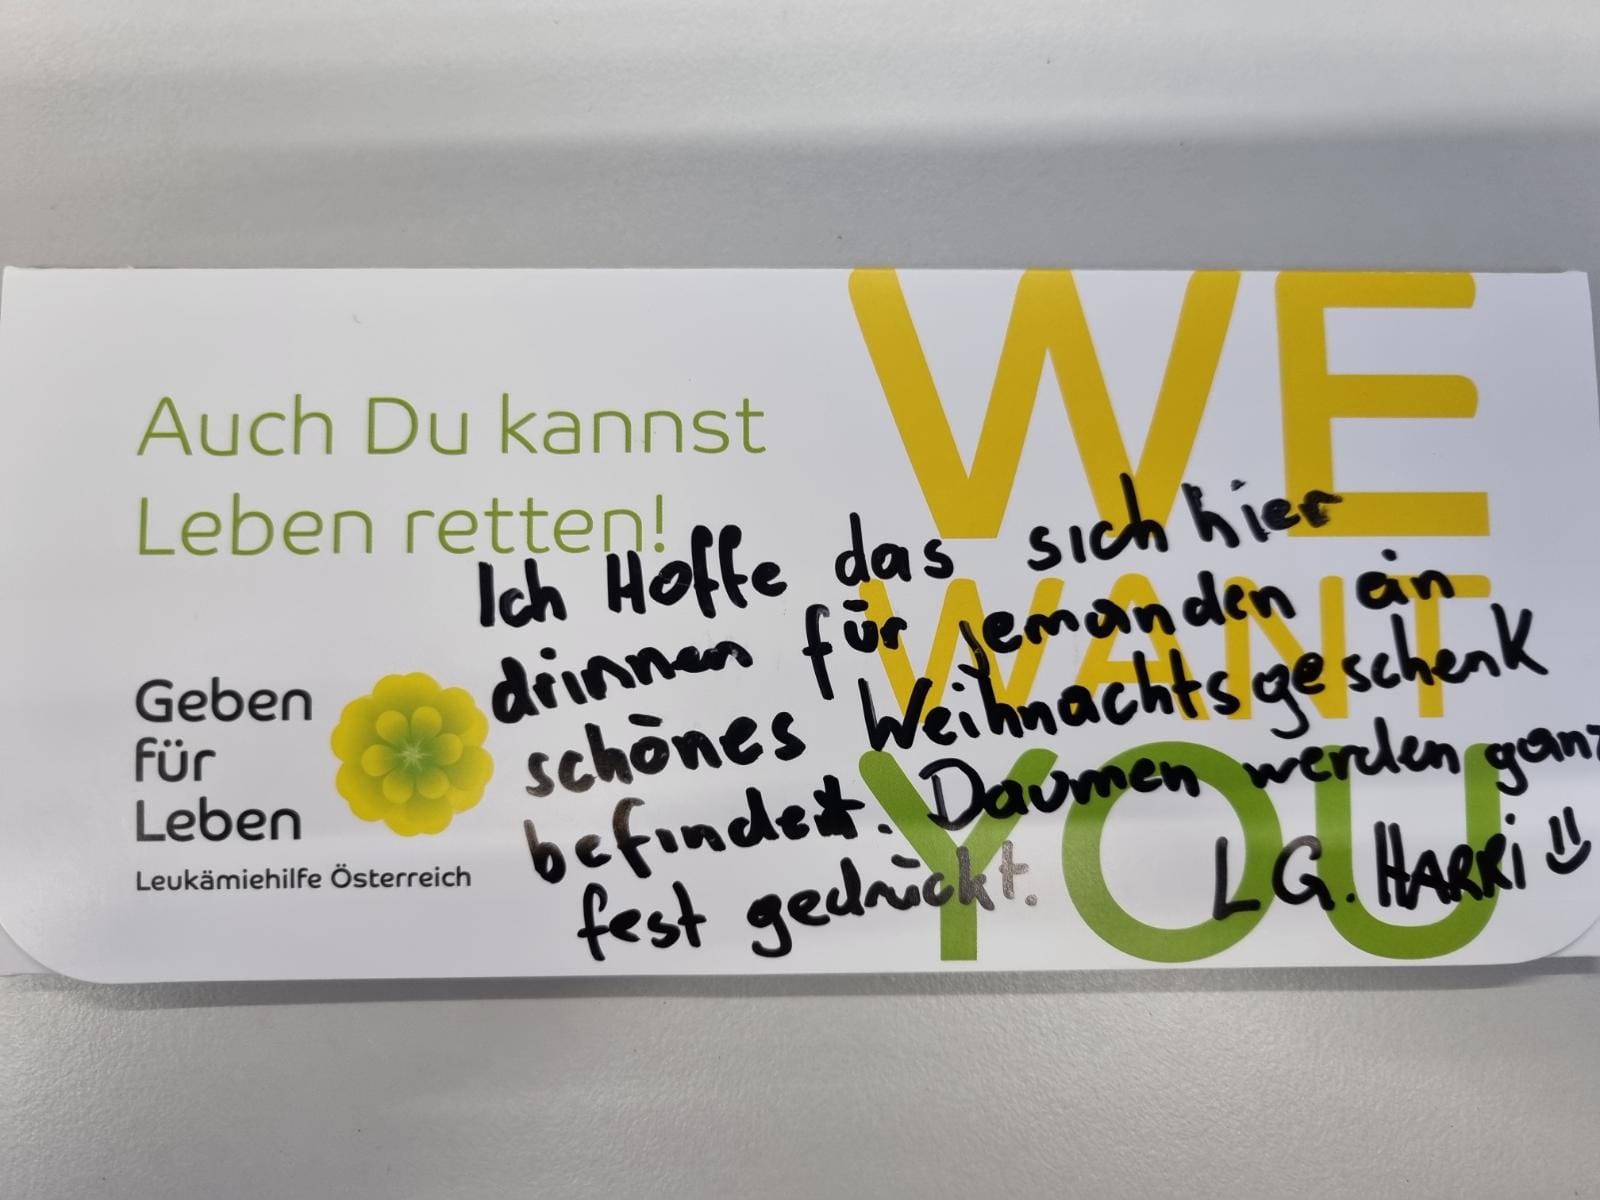 Auch Du kannst
Leben retten!
Geben
für
Leben
Leukämiehilfe Österreich
WE
WANT
YOU
Ich Hoffe das sich hier
drinnen für jemanden ein
schönes Weihnachtsgeschenk
befindet. Daumen werden ganz
fest gedrückt. LG. HARRi